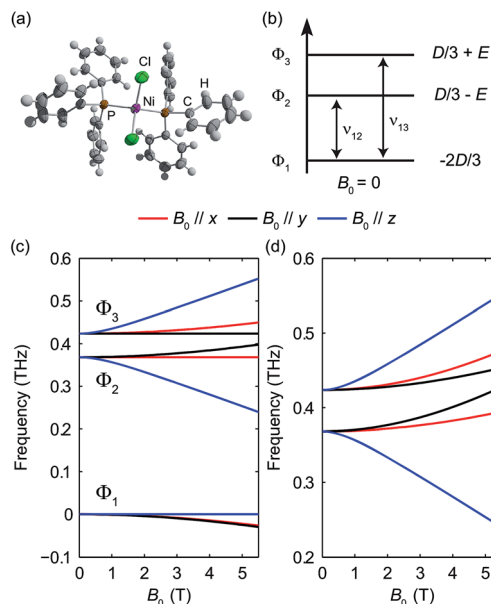 (a)
Cl
H
Ni
C
P
(b)
Φ3 D/3 + E
Φ2 D/3 - E
ν12 ν13
Φ1 -2D/3
B0 = 0
B0 // x B0 // y B0 // z
(c)
0.6
0.5
0.4
0.3
0.2
0.1
0
−0.1
Frequency (THz)
Φ3
Φ2
Φ1
0 1 2 3 4 5
B0 (T)
(d)
0.6
0.5
0.4
0.3
0.2
Frequency (THz)
0 1 2 3 4 5
B0 (T)